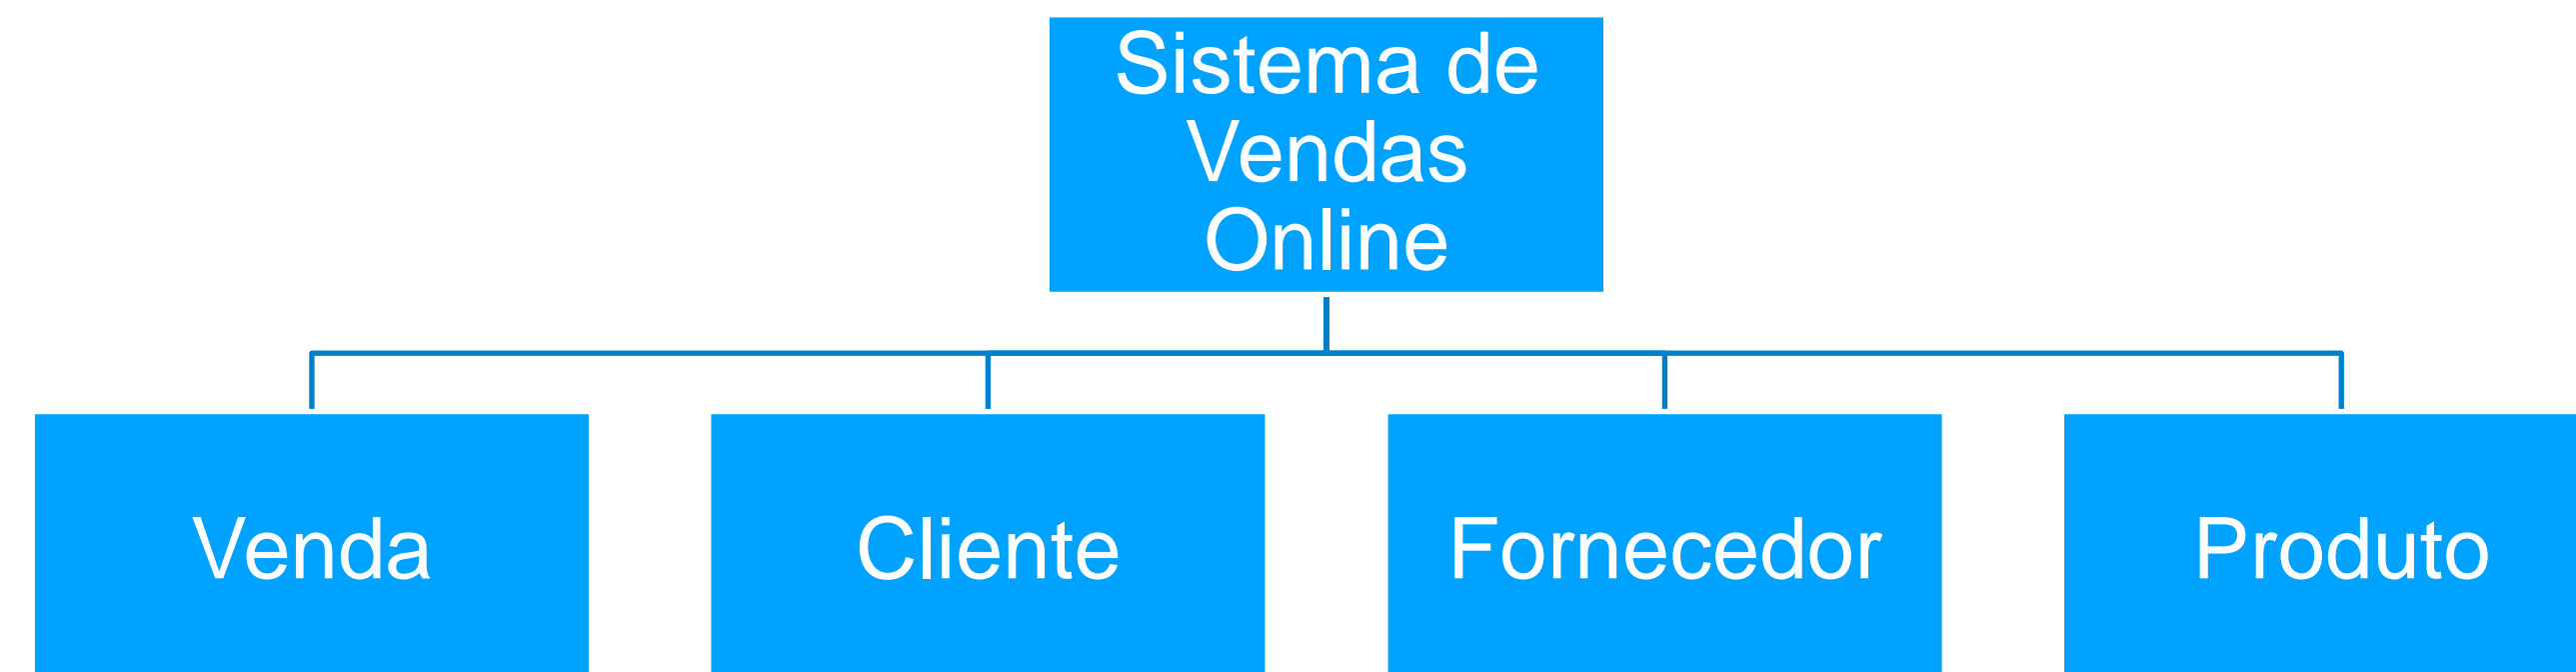 Sistema de
Vendas
Online
Venda
Cliente
Fornecedor
Produto